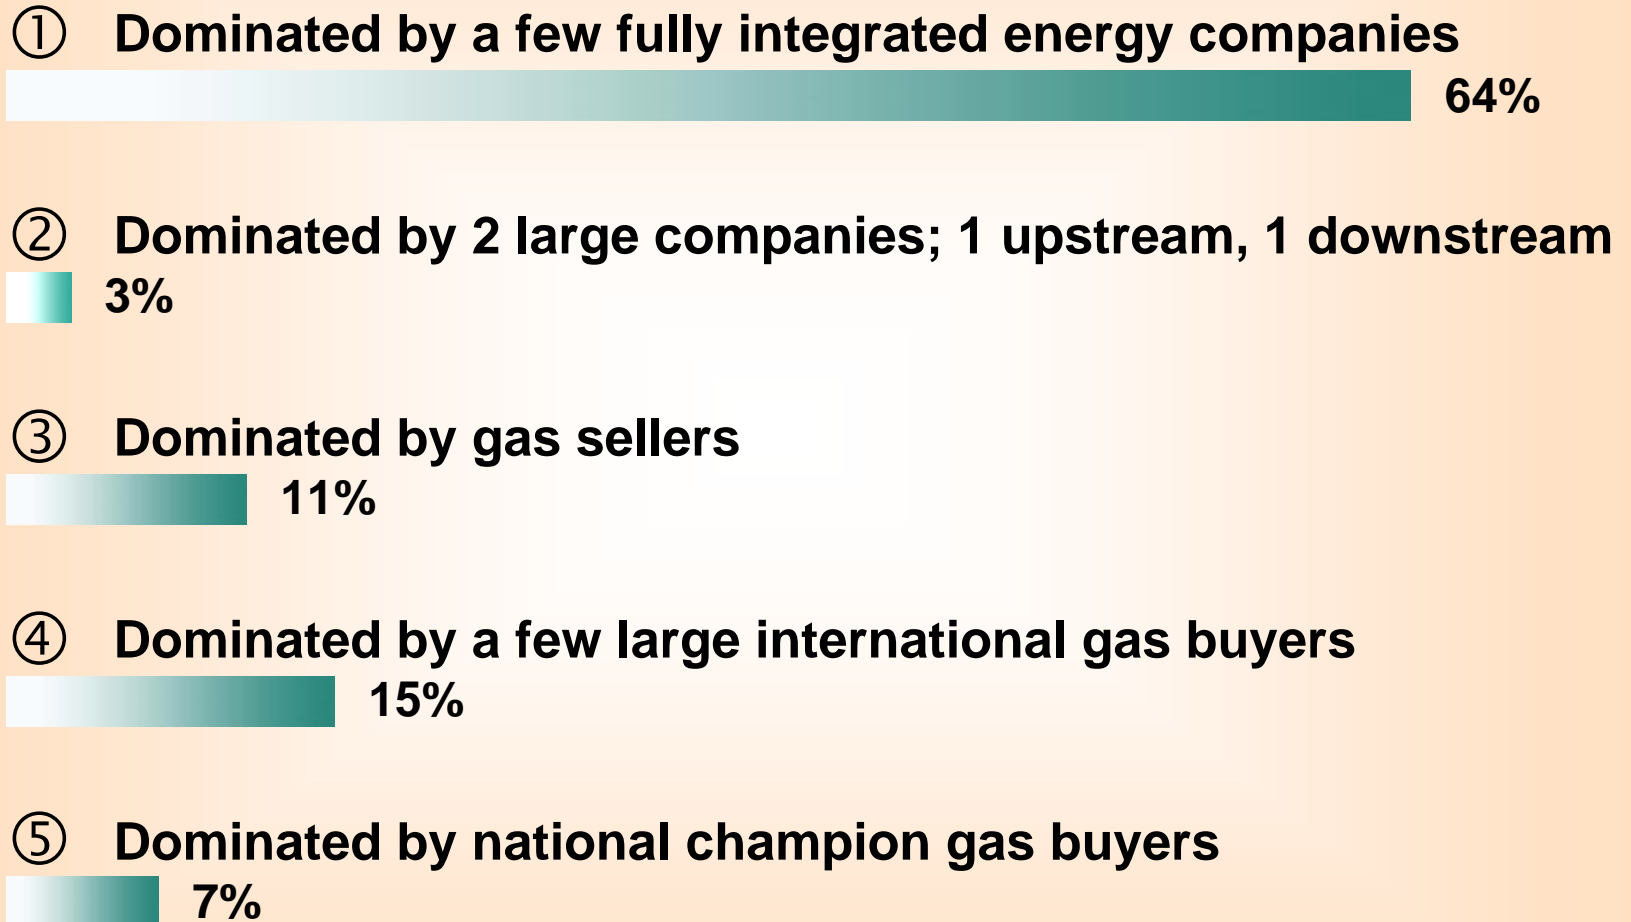 ① Dominated by a few fully integrated energy companies
64%
② Dominated by 2 large companies; 1 upstream, 1 downstream
3%
③ Dominated by gas sellers
11%
④ Dominated by a few large international gas buyers
15%
⑤ Dominated by national champion gas buyers
7%